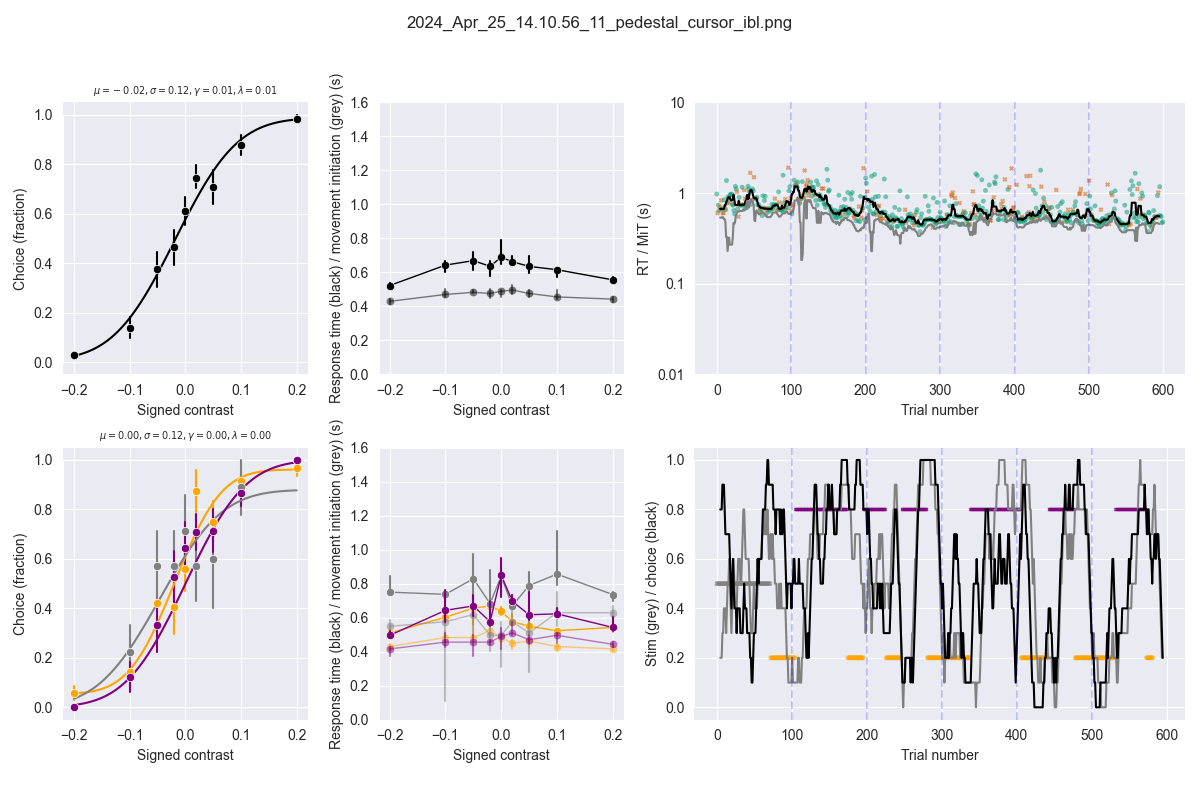 2024_Apr_25_14.10.56_11_pedestal_cursor_ibl.png
μ = − 0.02, σ = 0.12, γ = 0.01, λ = 0.01
Choice (fraction)
1.0
0.8
0.6
0.4
0.2
0.0
−0.2 −0.1 0.0 0.1 0.2
Signed contrast
Response time (black) / movement initiation (grey) (s)
1.6
1.4
1.2
1.0
0.8
0.6
0.4
0.2
0.0
−0.2 −0.1 0.0 0.1 0.2
Signed contrast
RT / MiT (s)
10
1
0.1
0.01
0 100 200 300 400 500 600
Trial number
μ = 0.00, σ = 0.12, γ = 0.00, λ = 0.00
Choice (fraction)
1.0
0.8
0.6
0.4
0.2
0.0
−0.2 −0.1 0.0 0.1 0.2
Signed contrast
Response time (black) / movement initiation (grey) (s)
1.6
1.4
1.2
1.0
0.8
0.6
0.4
0.2
0.0
−0.2 −0.1 0.0 0.1 0.2
Signed contrast
Stim (grey) / choice (black)
1.0
0.8
0.6
0.4
0.2
0.0
0 100 200 300 400 500 600
Trial number